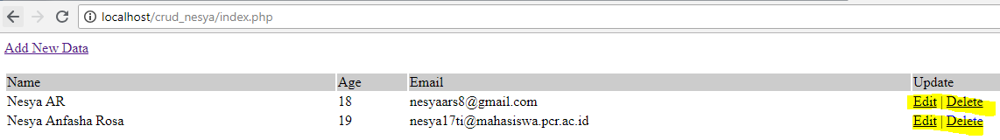 localhost/crud_nesya/index.php
Add New Data
Name Age Email Update
Nesya AR 18 nesyaars8@gmail.com Edit | Delete
Nesya Anfasha Rosa 19 nesya17ti@mahasiswa.pcr.ac.id Edit | Delete